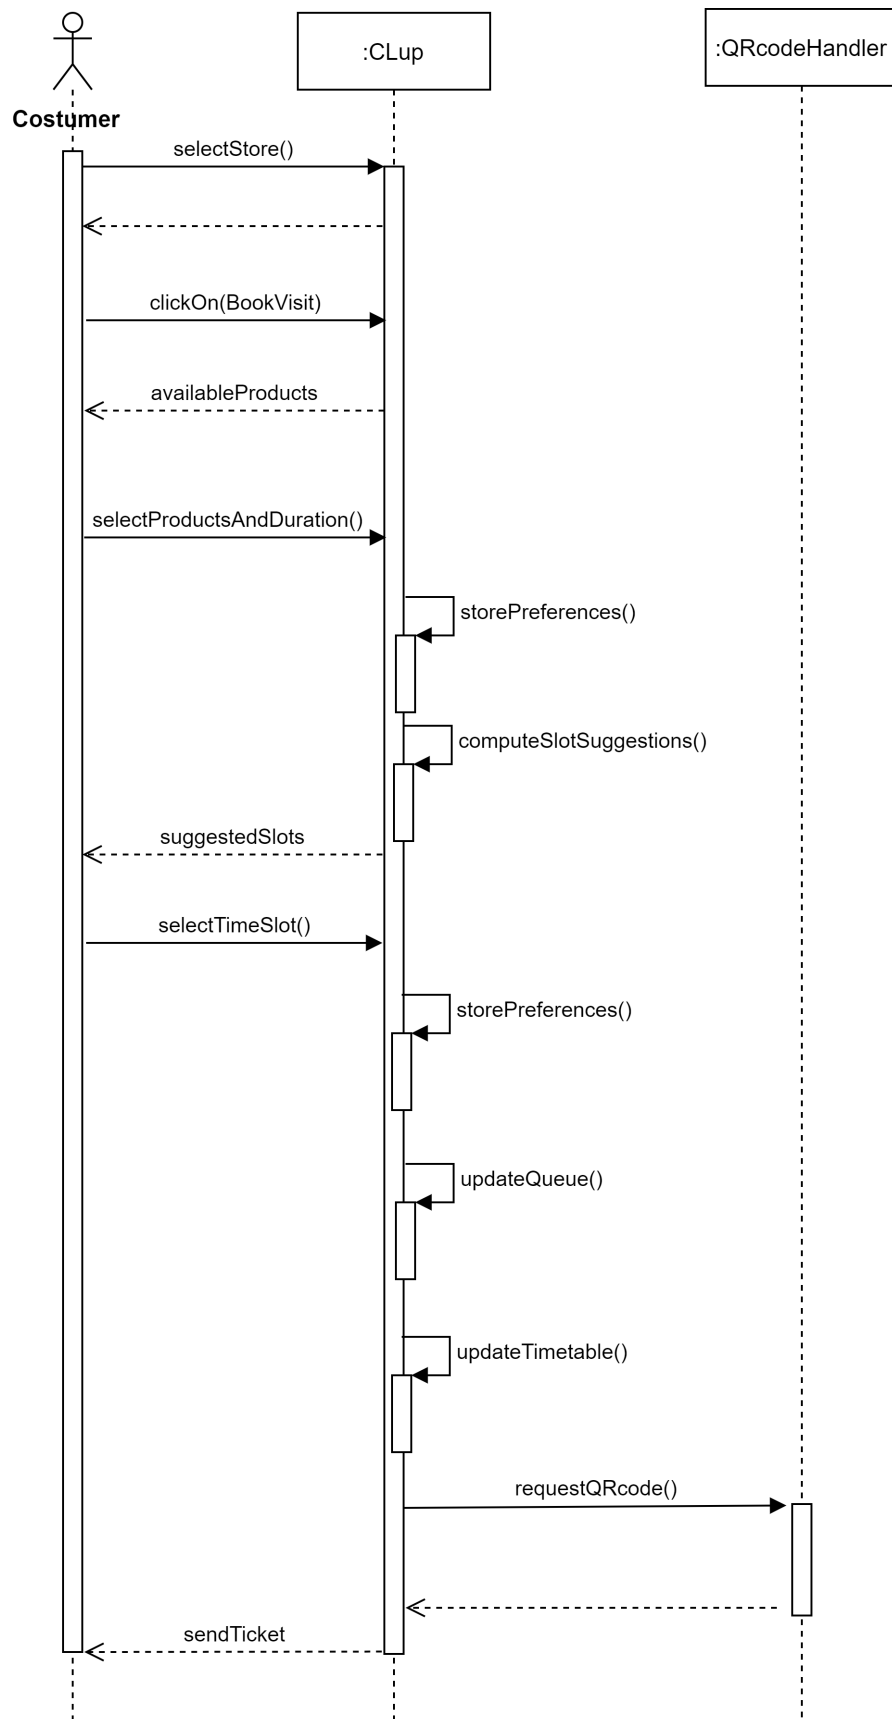 :CLup
:QRcodeHandler
Costumer
selectStore()
clickOn(BookVisit)
availableProducts
selectProductsAndDuration()
storePreferences()
computeSlotSuggestions()
suggestedSlots
selectTimeSlot()
storePreferences()
updateQueue()
updateTimetable()
requestQRcode()
sendTicket